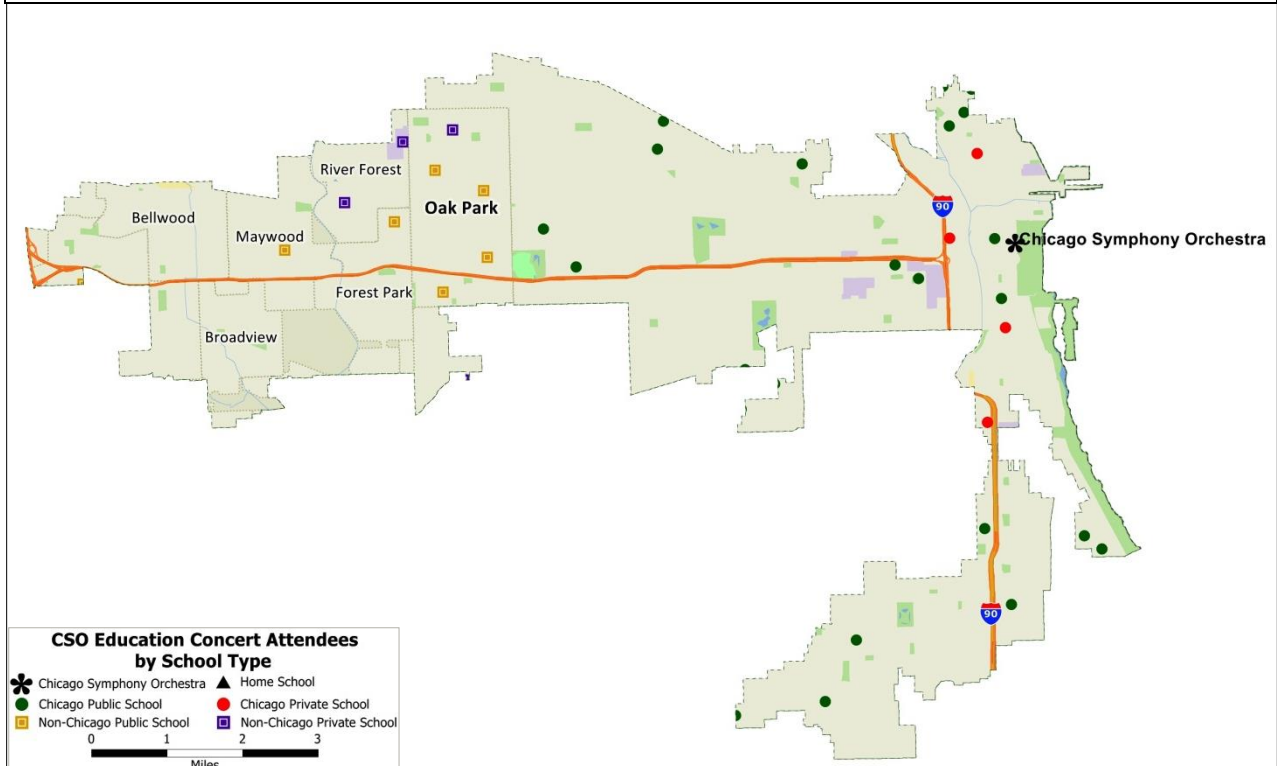 River Forest
Oak Park
Bellwood
Maywood
90
Chicago Symphony Orchestra
Forest Park
Broadview
90
CSO Education Concert Attendees
by School Type
Chicago Symphony Orchestra Home School
Chicago Public School Chicago Private School
Non-Chicago Public School Non-Chicago Private School
0 1 2 3
Miles